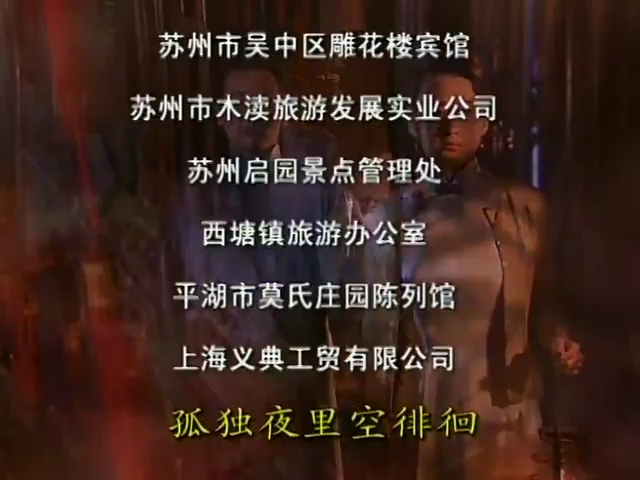 苏州市吴中区雕花楼宾馆
苏州市木渎旅游发展实业公司
苏州启园景点管理处
西塘镇旅游办公室
平湖市莫氏庄园陈列馆
上海义典工贸有限公司
孤独夜里空徘徊